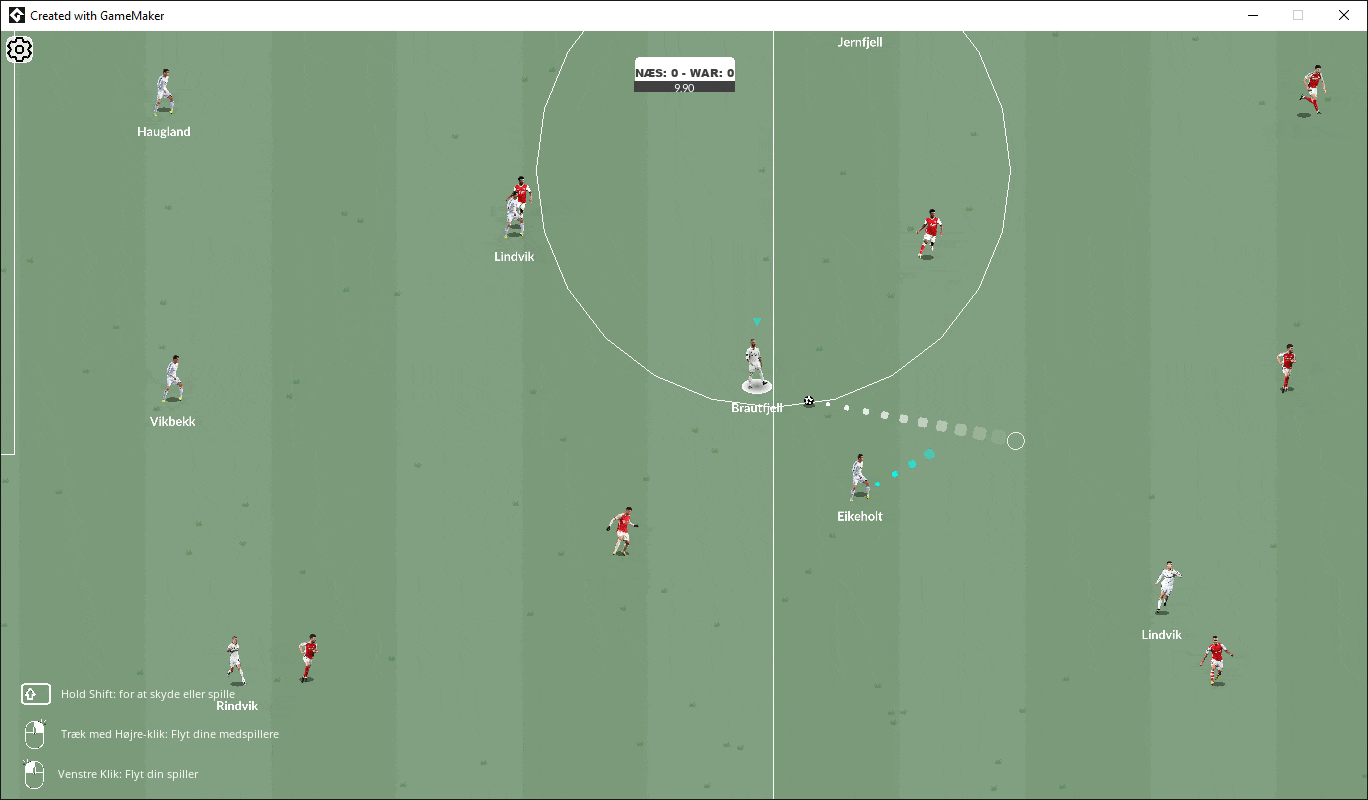 Created with GameMaker
Jernfjell
NÆS: 0 - WAR: 0
9.90
Haugland
Lindvik
Brautfjell
Vikbekk
Eikeholt
Lindvik
Hold Shift: for at skyde eller spille
Rindvik
Træk med Højre-klik: Flyt dine medspillere
Venstre Klik: Flyt din spiller